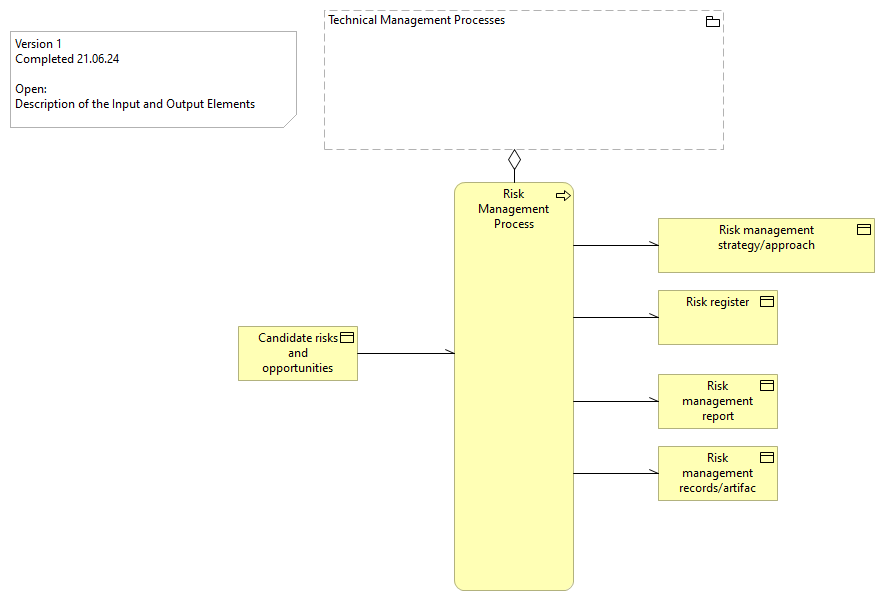 Version 1
Completed 21.06.24
Open:
Description of the Input and Output Elements
Technical Management Processes
Risk
Management
Process
Candidate risks
and
opportunities
Risk management
strategy/approach
Risk register
Risk
management
report
Risk
management
records/artifac